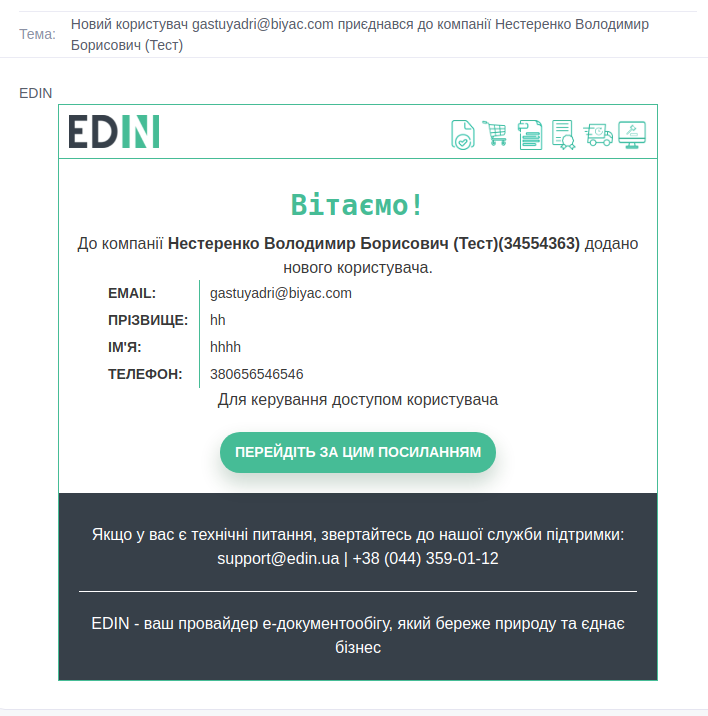 Тема:
Новий користувач gastuyadri@biyac.com приєднався до компанії Нестеренко Володимир
Борисович (Тест)
EDIN
EDIN
Вітаємо!
До компанії Нестеренко Володимир Борисович (Тест)(34554363) додано
нового користувача.
EMAIL: gastuyadri@biyac.com
ПРІЗВИЩЕ: hh
ІМ'Я: hhhh
ТЕЛЕФОН: 380656546546
Для керування доступом користувача
ПЕРЕЙДІТЬ ЗА ЦИМ ПОСИЛАННЯМ
Якщо у вас є технічні питання, звертайтесь до нашої служби підтримки:
support@edin.ua | +38 (044) 359-01-12
EDIN - ваш провайдер е-документообігу, який береже природу та єднає
бізнес